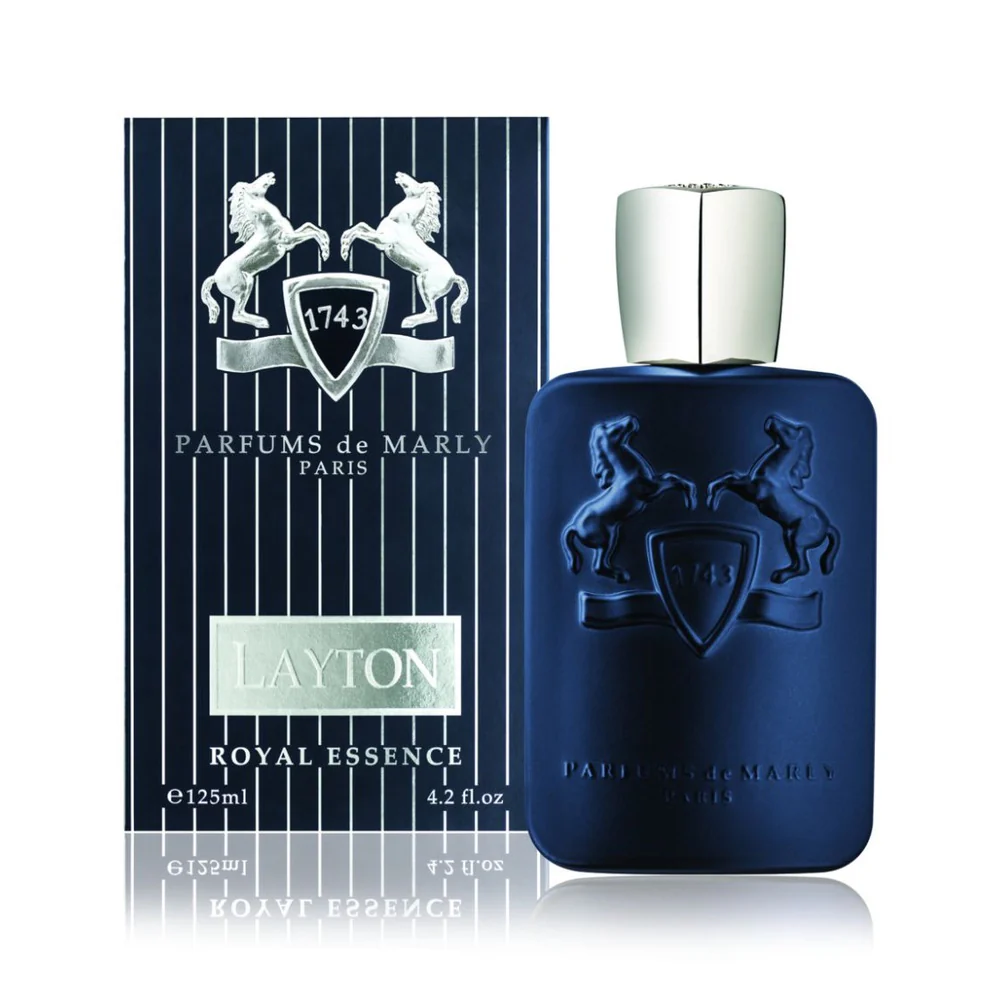 1743
PARFUMS de MARLY
PARIS
LAYTON
ROYAL ESSENCE
℮125ml 4.2 fl.oz
1743
PARFUMS de MARLY
PARIS